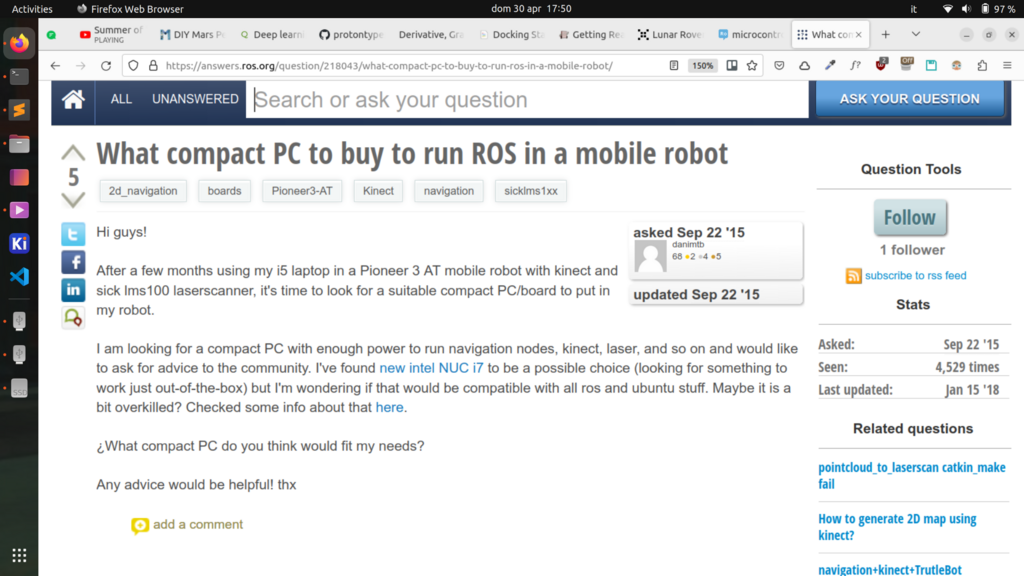 Activities
Firefox Web Browser
dom 30 apr 17:50
it
97 %
Summer of
PLAYING
DIY Mars
Deep learni
protontype
Derivative, Gra
Docking Sta
Getting Rec
Lunar Rove
microcontr
What con
https://answers.ros.org/question/218043/what-compact-pc-to-buy-to-run-ros-in-a-mobile-robot/
150%
ALL
UNANSWERED
Search or ask your question
ASK YOUR QUESTION
5
What compact PC to buy to run ROS in a mobile robot
2d_navigation
boards
Pioneer3-AT
Kinect
navigation
sicklms1xx
Hi guys!
After a few months using my i5 laptop in a Pioneer 3 AT mobile robot with kinect and
sick lms100 laserscanner, it's time to look for a suitable compact PC/board to put in
my robot.
I am looking for a compact PC with enough power to run navigation nodes, kinect, laser, and so on and would like
to ask for advice to the community. I've found new intel NUC i7 to be a possible choice (looking for something to
work just out-of-the-box) but I'm wondering if that would be compatible with all ros and ubuntu stuff. Maybe it is a
bit overkilled? Checked some info about that here.
¿What compact PC do you think would fit my needs?
Any advice would be helpful! thx
add a comment
asked Sep 22 '15
danimtb
68 2 4 5
updated Sep 22 '15
Question Tools
Follow
1 follower
subscribe to rss feed
Stats
Asked: Sep 22 '15
Seen: 4,529 times
Last updated: Jan 15 '18
Related questions
pointcloud_to_laserscan catkin_make
fail
How to generate 2D map using
kinect?
navigation+kinect+TrutleBot
Ki
SSD